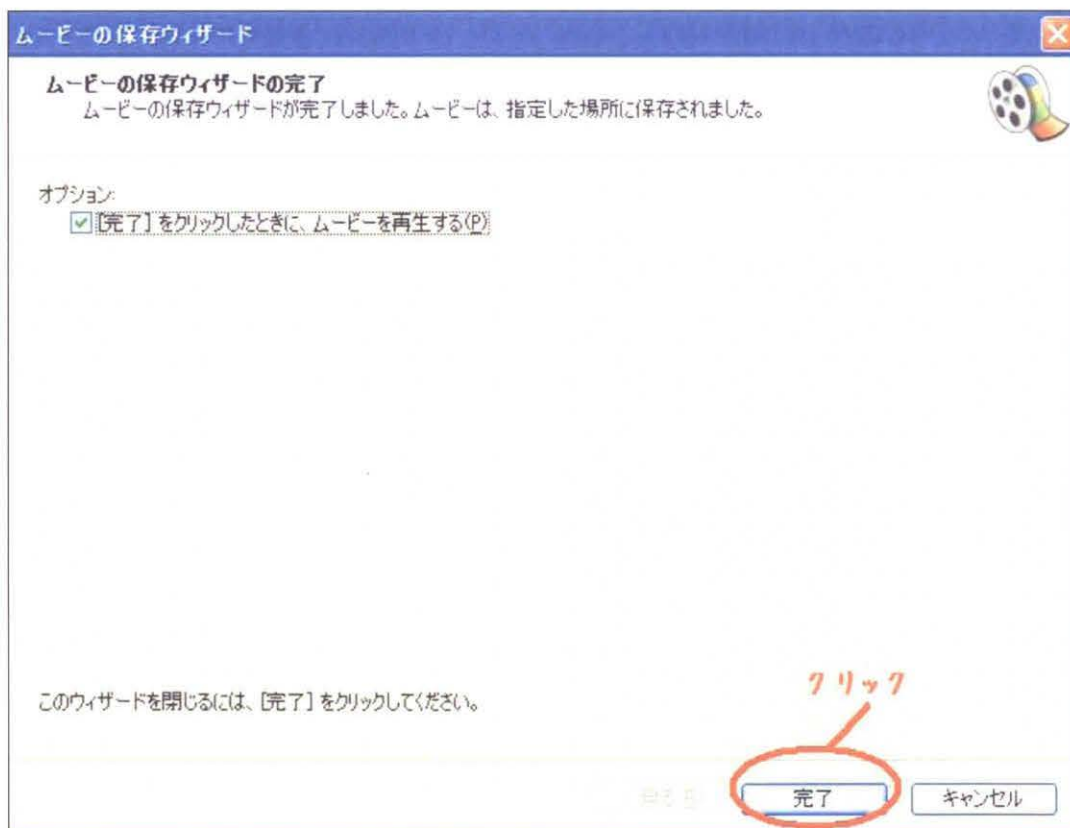 ムービーの保存ウィザード
ムービーの保存ウィザードの完了
ムービーの保存ウィザードが完了しました。ムービーは、指定した場所に保存されました。
オプション:
[完了] をクリックしたときに、ムービーを再生する(P)
このウィザードを閉じるには、[完了] をクリックしてください。
クリック
完了
キャンセル